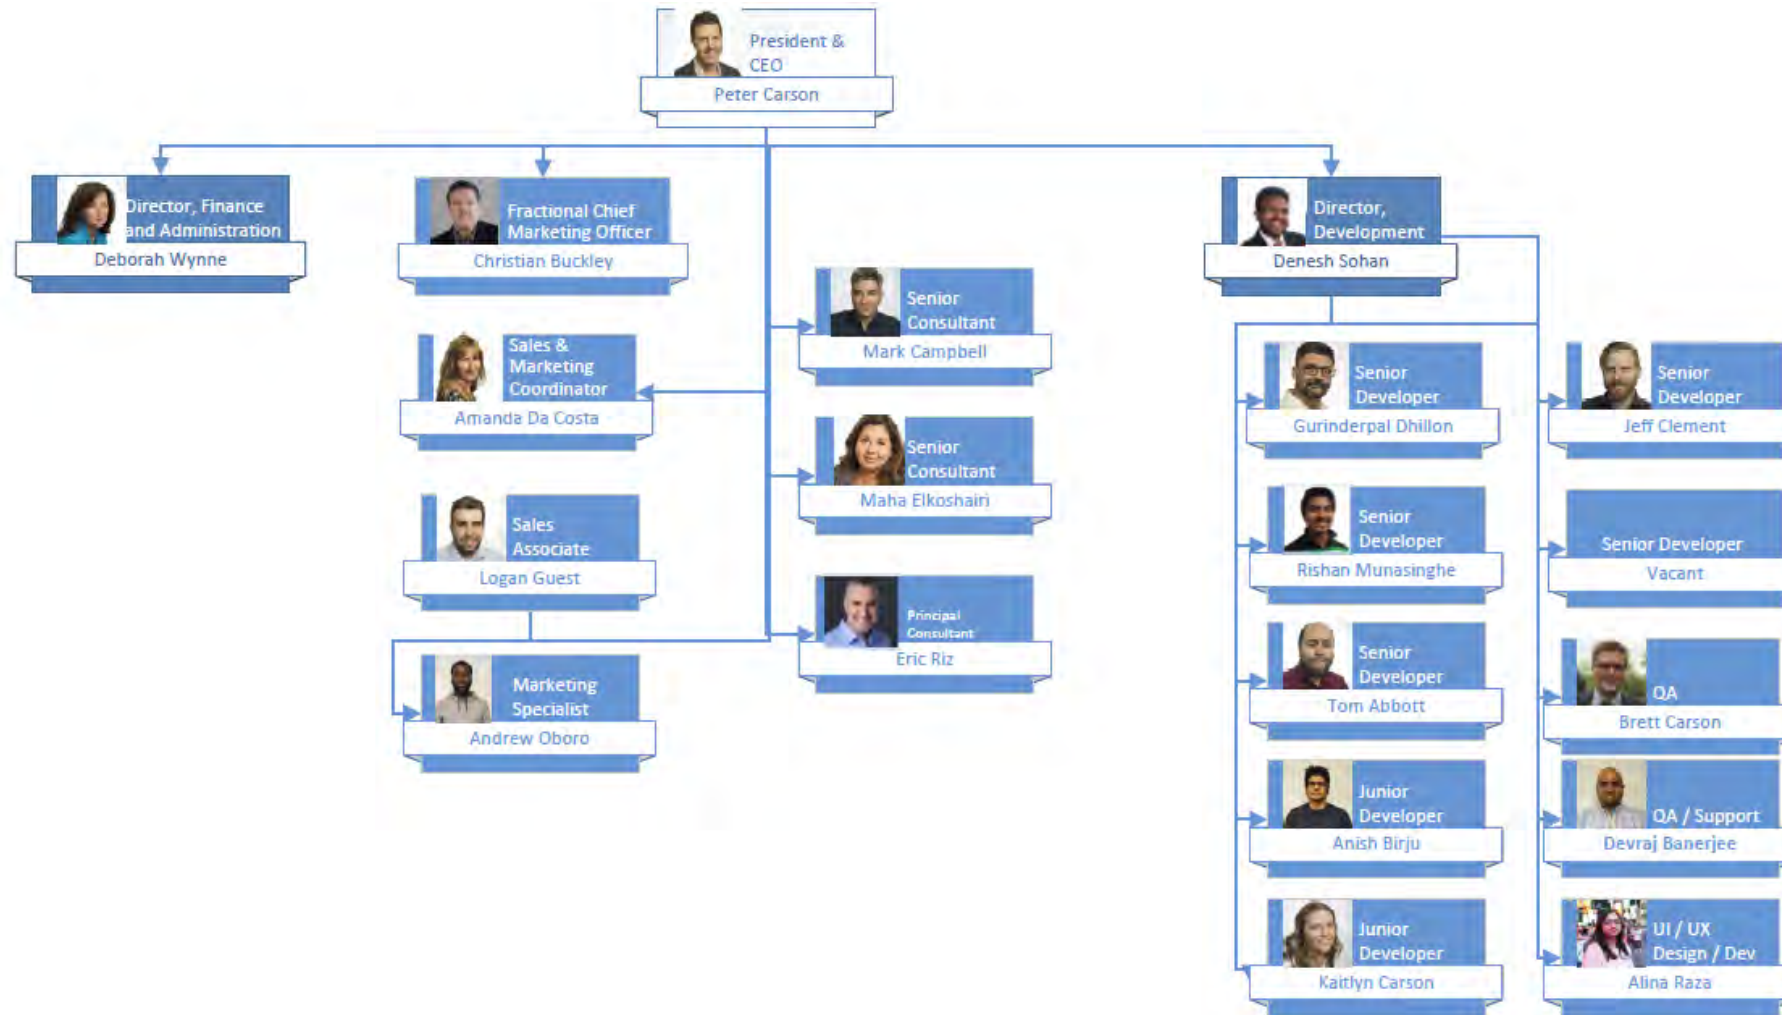 President &
CEO
Peter Carson
Director, Finance
and Administration
Deborah Wynne
Fractional Chief
Marketing Officer
Christian Buckley
Director,
Development
Denesh Sohan
Senior
Consultant
Mark Campbell
Sales &
Marketing
Coordinator
Amanda Da Costa
Senior
Developer
Gurinderpal Dhillon
Senior
Developer
Jeff Clement
Senior
Consultant
Maha Elkoshairi
Sales
Associate
Logan Guest
Senior
Developer
Rishan Munasinghe
Senior Developer
Vacant
Principal
Consultant
Eric Riz
Marketing
Specialist
Andrew Oboro
Senior
Developer
Tom Abbott
QA
Brett Carson
Junior
Developer
Anish Birju
QA / Support
Devraj Banerjee
Junior
Developer
Kaitlyn Carson
UI / UX
Design / Dev
Alina Raza